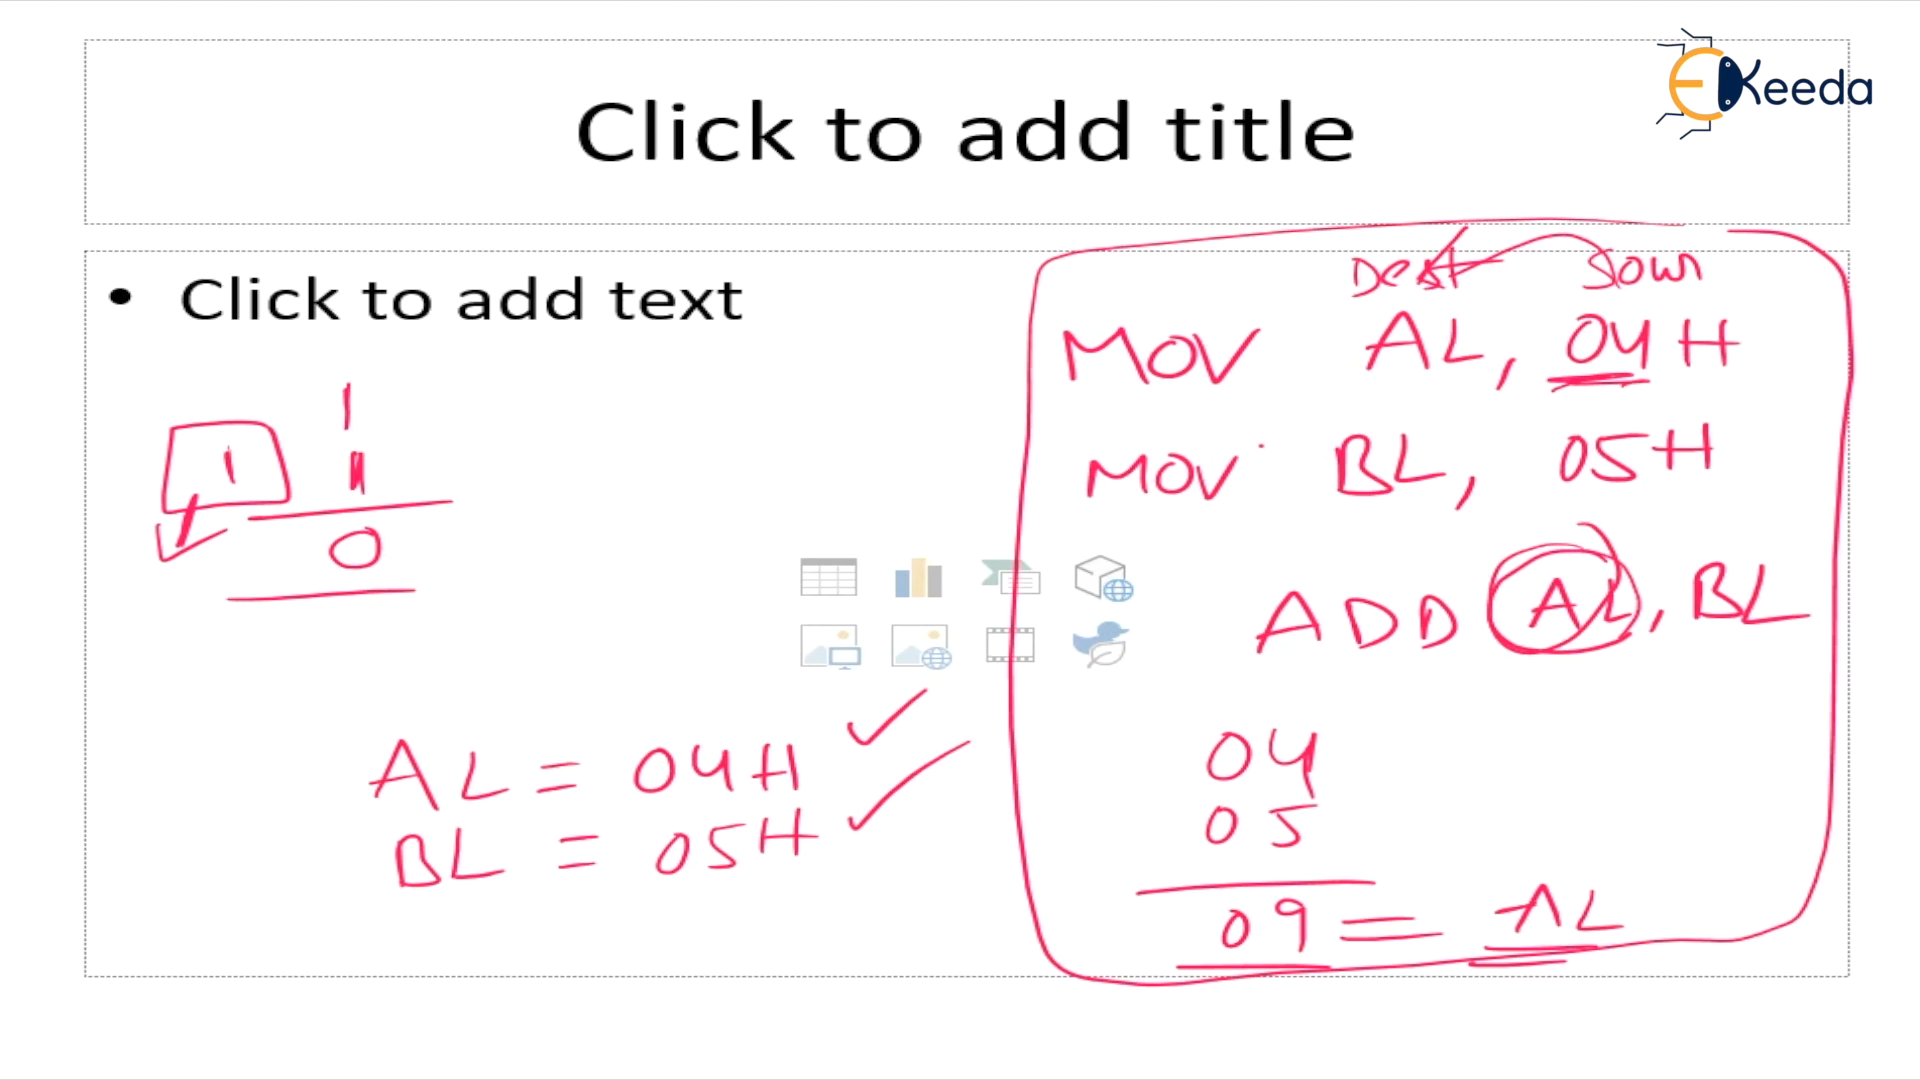 EKeeda
Click to add title
• Click to add text
Dest Sour
MOV AL, 04H
MOV BL, 05H
ADD AL, BL
1
1 1
0
AL = 04H
BL = 05H
04
05
09 = AL